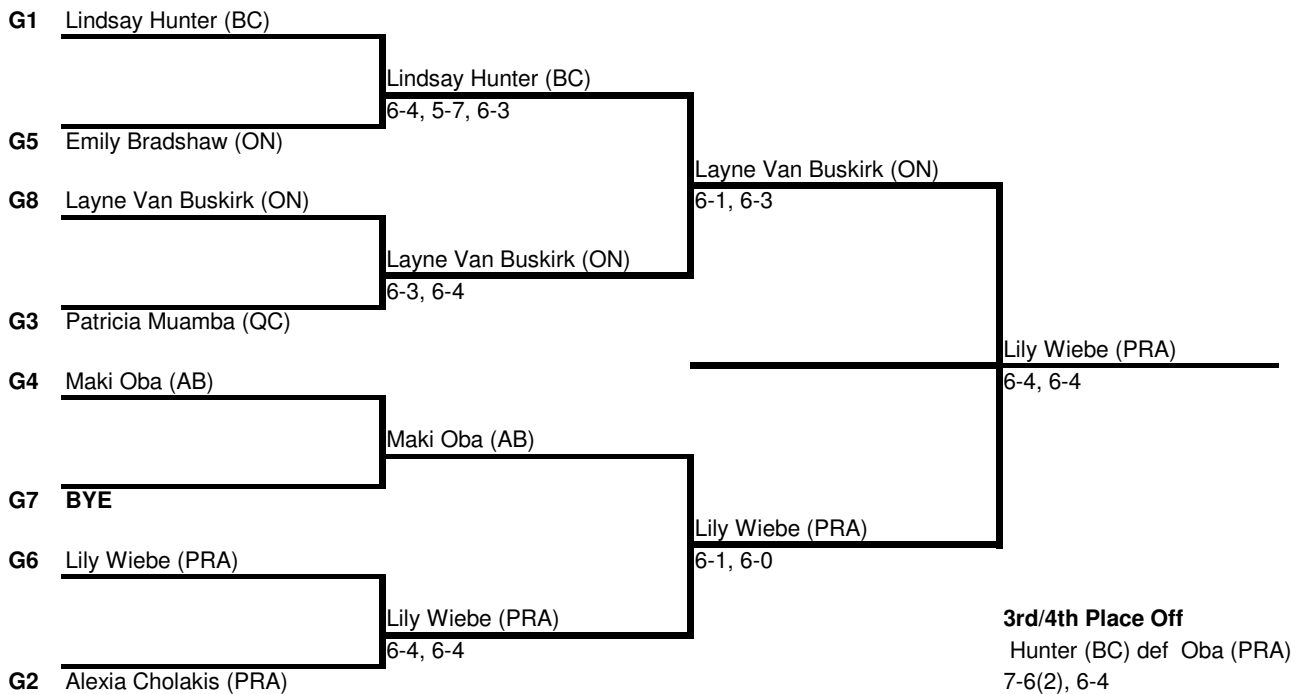 G1 Lindsay Hunter (BC)
Lindsay Hunter (BC)
6-4, 5-7, 6-3
G5 Emily Bradshaw (ON)
Layne Van Buskirk (ON)
6-1, 6-3
G8 Layne Van Buskirk (ON)
Layne Van Buskirk (ON)
6-3, 6-4
G3 Patricia Muamba (QC)
Lily Wiebe (PRA)
6-4, 6-4
G4 Maki Oba (AB)
Maki Oba (AB)
G7 BYE
Lily Wiebe (PRA)
6-1, 6-0
G6 Lily Wiebe (PRA)
Lily Wiebe (PRA)
6-4, 6-4
G2 Alexia Cholakis (PRA)
3rd/4th Place Off
Hunter (BC) def Oba (PRA)
7-6(2), 6-4